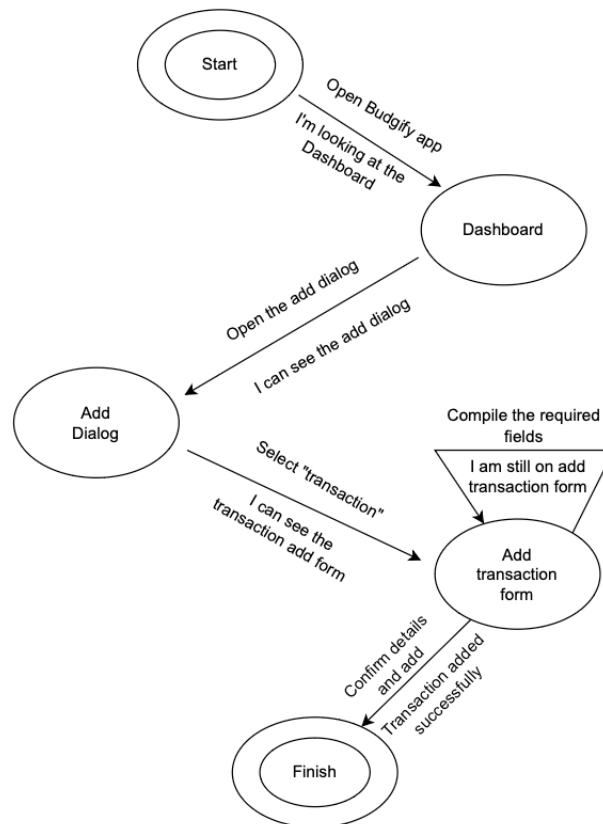 Start
Open Budgify app
I'm looking at the
Dashboard
Dashboard
Open the add dialog
I can see the add dialog
Add
Dialog
Compile the required
fields
I am still on add
transaction form
Select "transaction"
I can see the
transaction add form
Add
transaction
form
Confirm details
and add
Transaction added
successfully
Finish